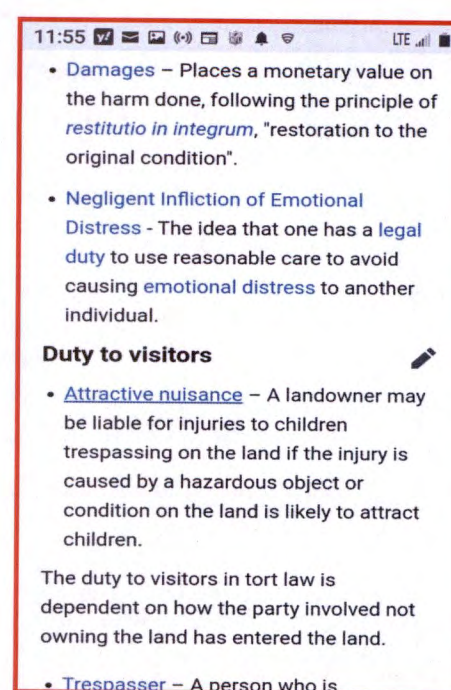 11:55 LTE
• Damages – Places a monetary value on
the harm done, following the principle of
restitutio in integrum, "restoration to the
original condition".
• Negligent Infliction of Emotional
Distress - The idea that one has a legal
duty to use reasonable care to avoid
causing emotional distress to another
individual.
Duty to visitors
• Attractive nuisance – A landowner may
be liable for injuries to children
trespassing on the land if the injury is
caused by a hazardous object or
condition on the land is likely to attract
children.
The duty to visitors in tort law is
dependent on how the party involved not
owning the land has entered the land.
• Trespasser – A person who is